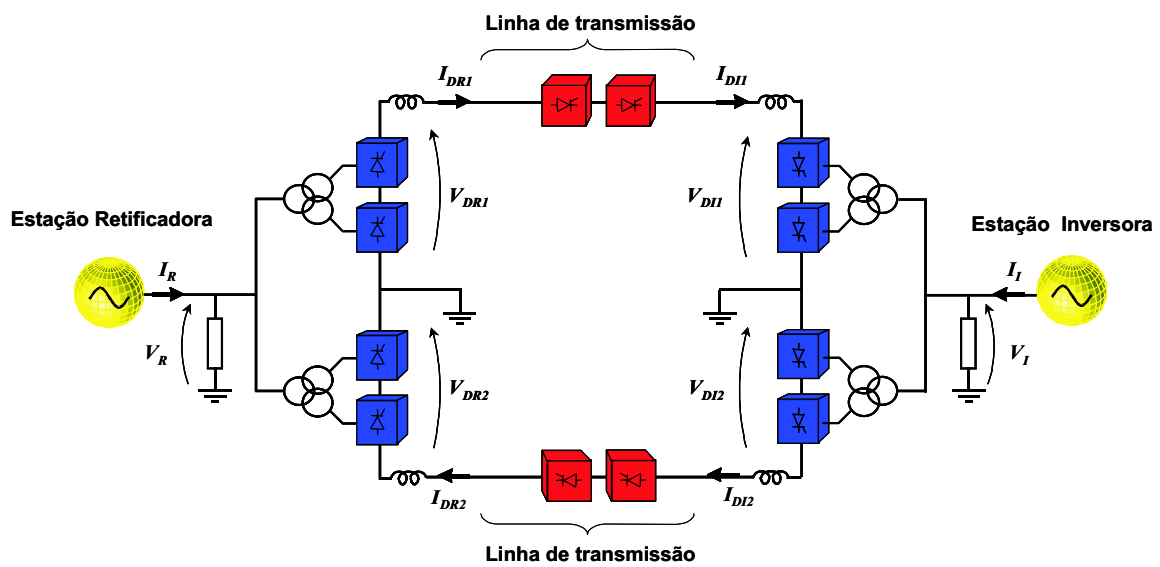 Linha de transmissão
I_DR1
I_DI1
V_DR1
V_DI1
Estação Retificadora
Estação Inversora
I_R
I_I
V_R
V_I
V_DR2
V_DI2
I_DR2
I_DI2
Linha de transmissão